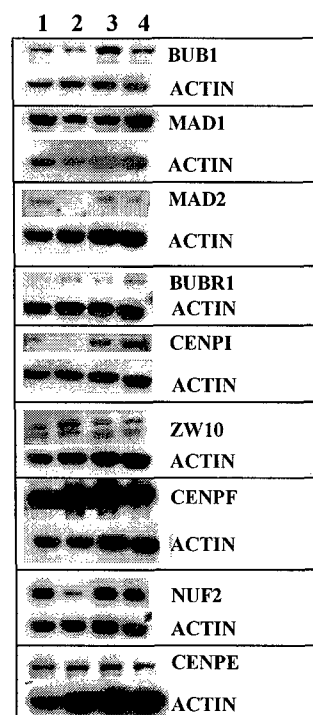 1 2 3 4
BUB1
ACTIN
MAD1
ACTIN
MAD2
ACTIN
BUBR1
ACTIN
CENPI
ACTIN
ZW10
ACTIN
CENPF
ACTIN
NUF2
ACTIN
CENPE
ACTIN